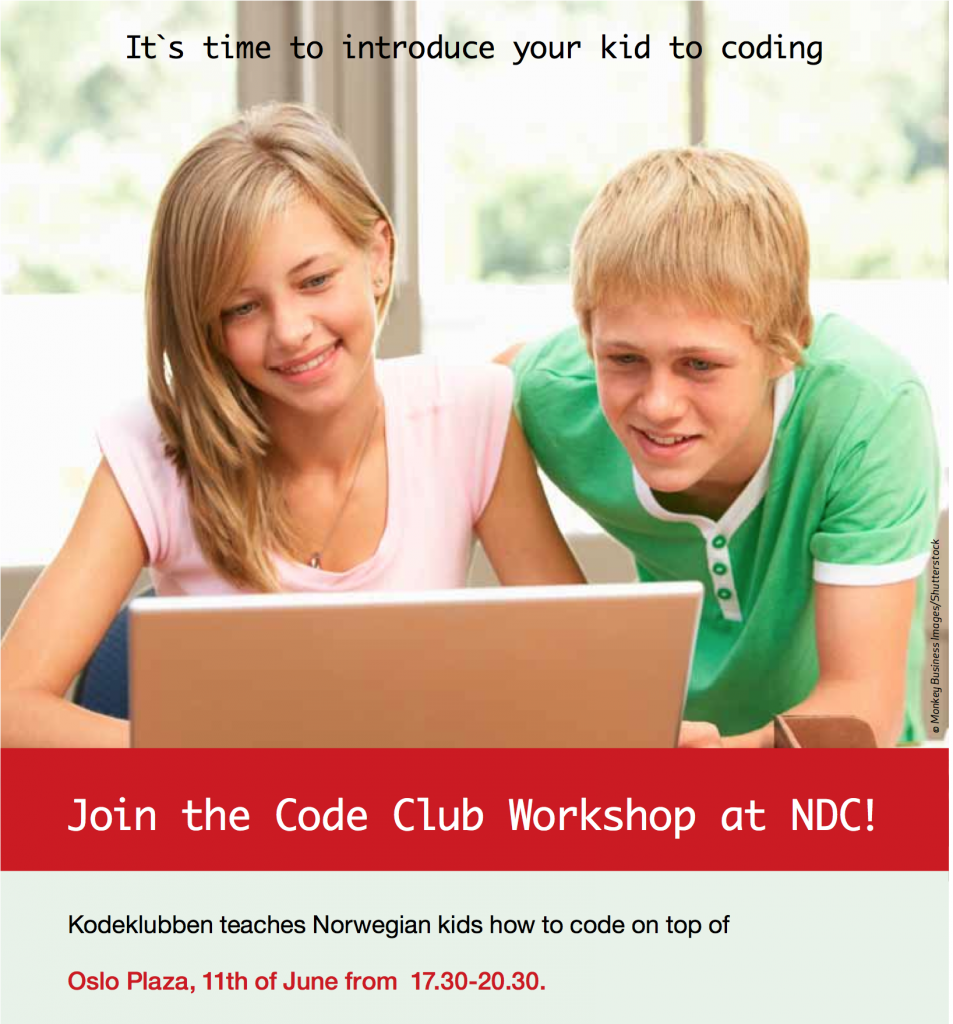 It`s time to introduce your kid to coding
© Monkey Business Images/Shutterstock
Join the Code Club Workshop at NDC!
Kodeklubben teaches Norwegian kids how to code on top of
Oslo Plaza, 11th of June from 17.30-20.30.